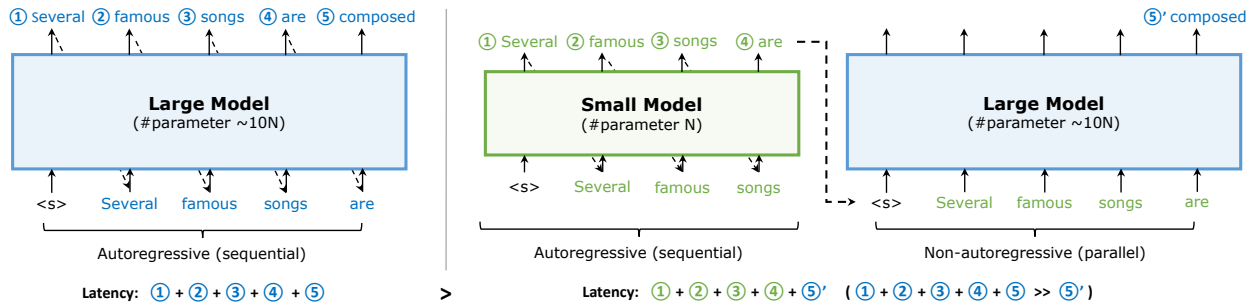 ① Several ② famous ③ songs ④ are ⑤ composed
Large Model
(#parameter ~10N)
<s> Several famous songs are
Autoregressive (sequential)
Latency: ① + ② + ③ + ④ + ⑤
>
① Several ② famous ③ songs ④ are
Small Model
(#parameter N)
<s> Several famous songs
Autoregressive (sequential)
⑤′ composed
Large Model
(#parameter ~10N)
<s> Several famous songs are
Non-autoregressive (parallel)
Latency: ① + ② + ③ + ④ + ⑤′ ( ① + ② + ③ + ④ + ⑤ >> ⑤′ )